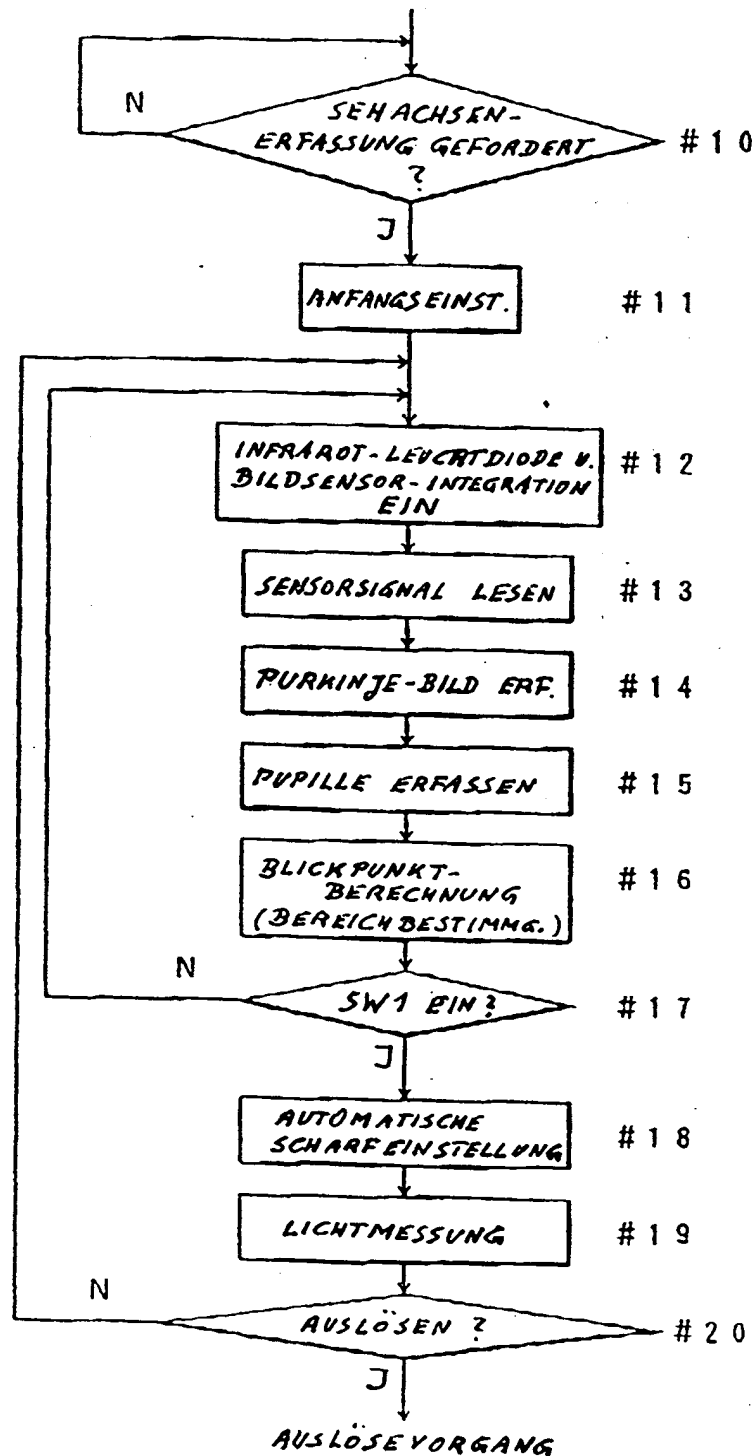 N
SEHACHSEN-
ERFASSUNG GEFORDERT
?
#10
J
ANFANGSEINST.
#11
INFRAROT-LEUCHTDIODE U.
BILDSENSOR-INTEGRATION
EIN
#12
SENSORSIGNAL LESEN
#13
PURKINJE-BILD ERF.
#14
PUPILLE ERFASSEN
#15
BLICKPUNKT-
BERECHNUNG
(BEREICHBESTIMMG.)
#16
N
SW1 EIN?
#17
J
AUTOMATISCHE
SCHARFEINSTELLUNG
#18
LICHTMESSUNG
#19
N
AUSLÖSEN ?
#20
J
AUSLÖSEVORGANG